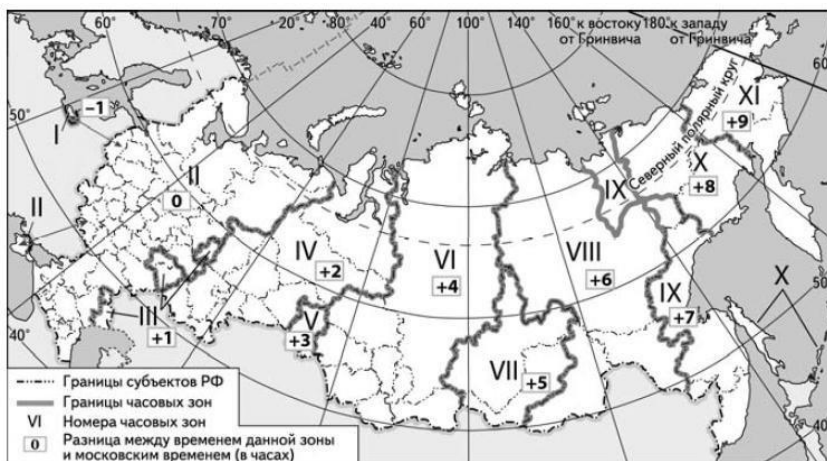 60°
70°
20°
40°
60°
100°
140°
160° к востоку
от Гринвича
180° к западу
от Гринвича
60°
50°
40°
50°
40°
Северный полярный круг
I
−1
II
II
0
III
+1
IV
+2
V
+3
VI
+4
VII
+5
VIII
+6
IX
IX
+7
X
+8
XI
+9
X
Границы субъектов РФ
Границы часовых зон
VI Номера часовых зон
0 Разница между временем данной зоны
и московским временем (в часах)